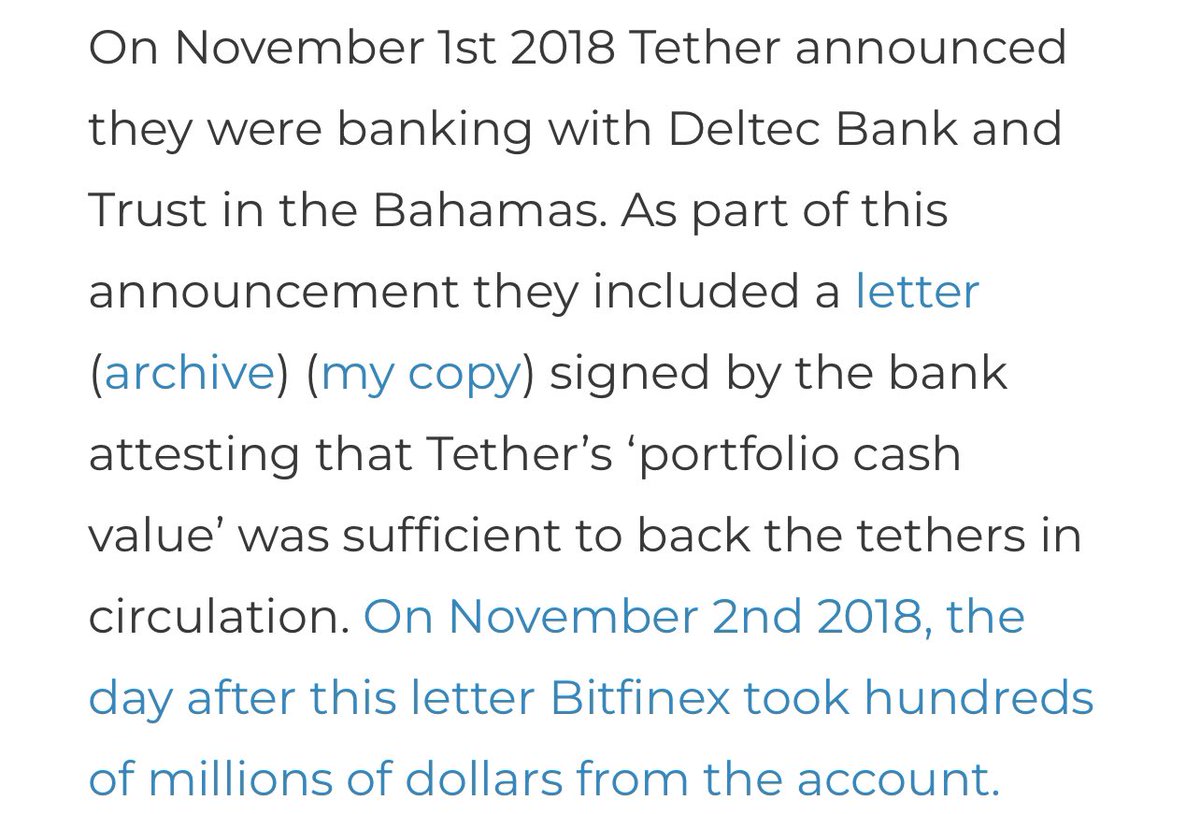 On November 1st 2018 Tether announced
they were banking with Deltec Bank and
Trust in the Bahamas. As part of this
announcement they included a letter
(archive) (my copy) signed by the bank
attesting that Tether’s ‘portfolio cash
value’ was sufficient to back the tethers in
circulation. On November 2nd 2018, the
day after this letter Bitfinex took hundreds
of millions of dollars from the account.